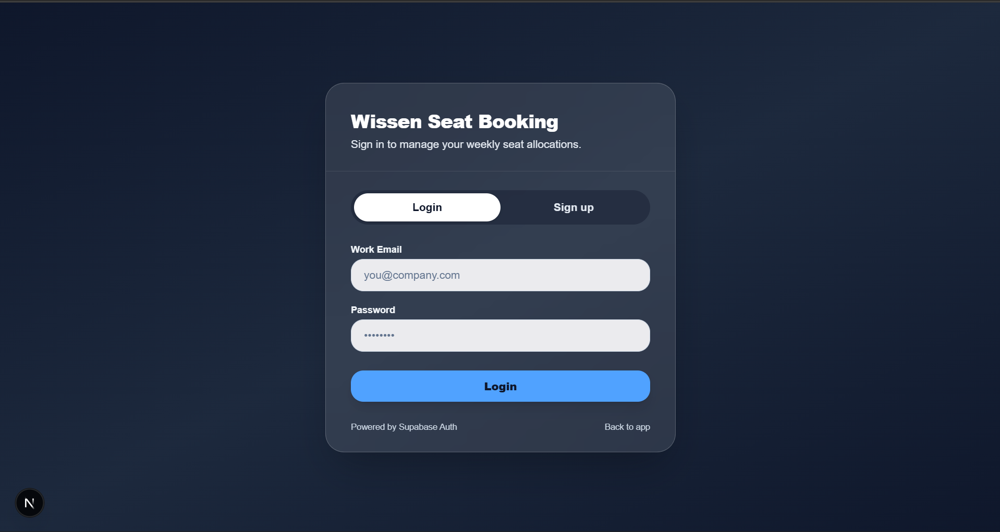 Wissen Seat Booking
Sign in to manage your weekly seat allocations.
Login
Sign up
Work Email
you@company.com
Password
••••••••
Login
Powered by Supabase Auth
Back to app
N